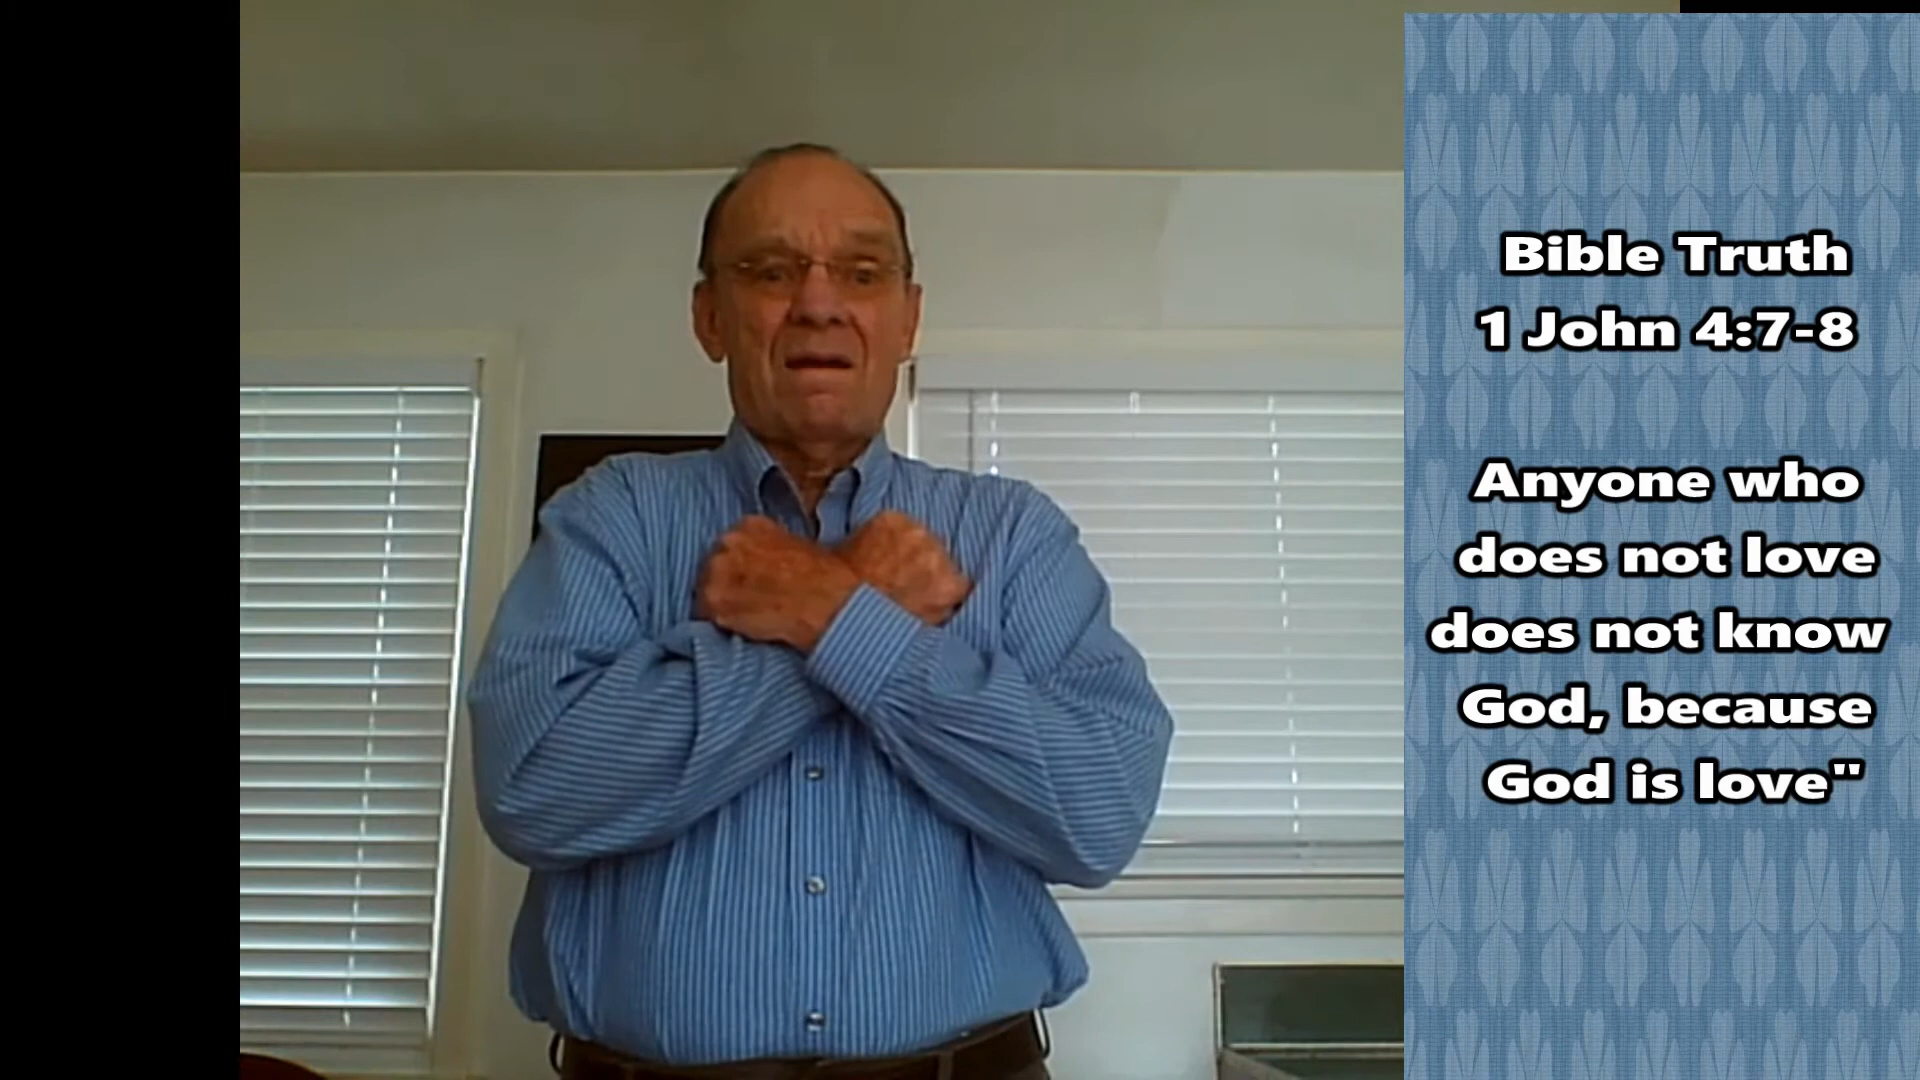 Bible Truth
1 John 4:7-8
Anyone who
does not love
does not know
God, because
God is love"